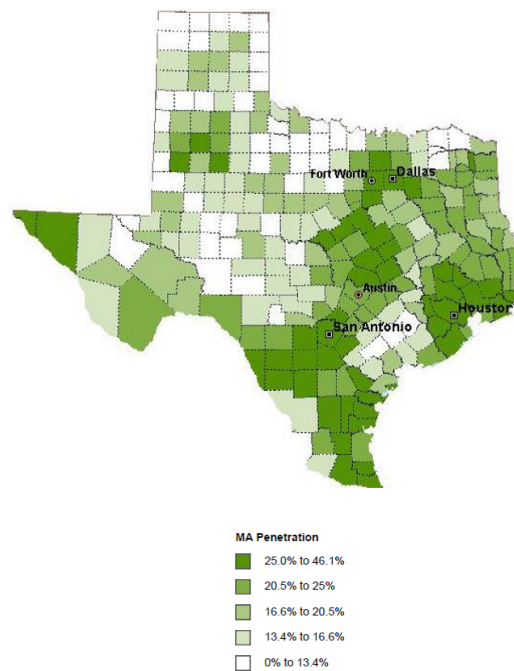 Fort Worth
Dallas
Austin
Houston
San Antonio
MA Penetration
25.0% to 46.1%
20.5% to 25%
16.6% to 20.5%
13.4% to 16.6%
0% to 13.4%